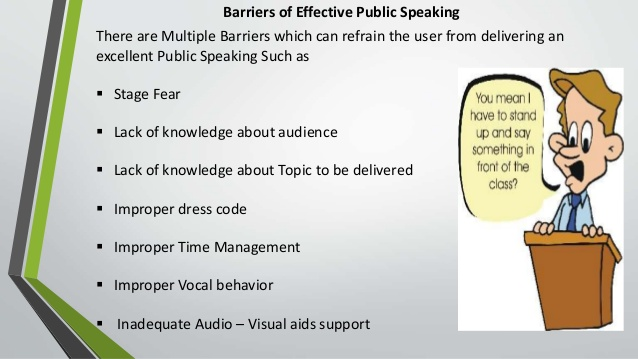 Barriers of Effective Public Speaking
There are Multiple Barriers which can refrain the user from delivering an
excellent Public Speaking Such as
▪ Stage Fear
▪ Lack of knowledge about audience
▪ Lack of knowledge about Topic to be delivered
▪ Improper dress code
▪ Improper Time Management
▪ Improper Vocal behavior
▪ Inadequate Audio – Visual aids support
You mean I
have to stand
up and say
something in
front of the
class?